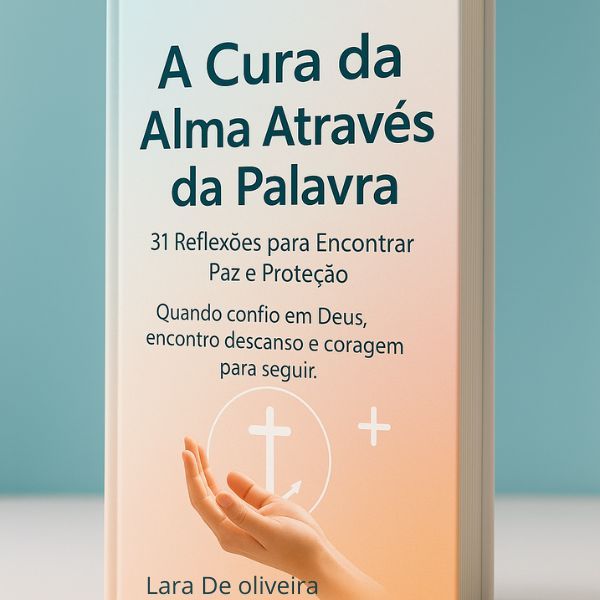 A Cura da
Alma Através
da Palavra
31 Reflexões para Encontrar
Paz e Proteção
Quando confio em Deus,
encontro descanso e coragem
para seguir.
Lara De oliveira